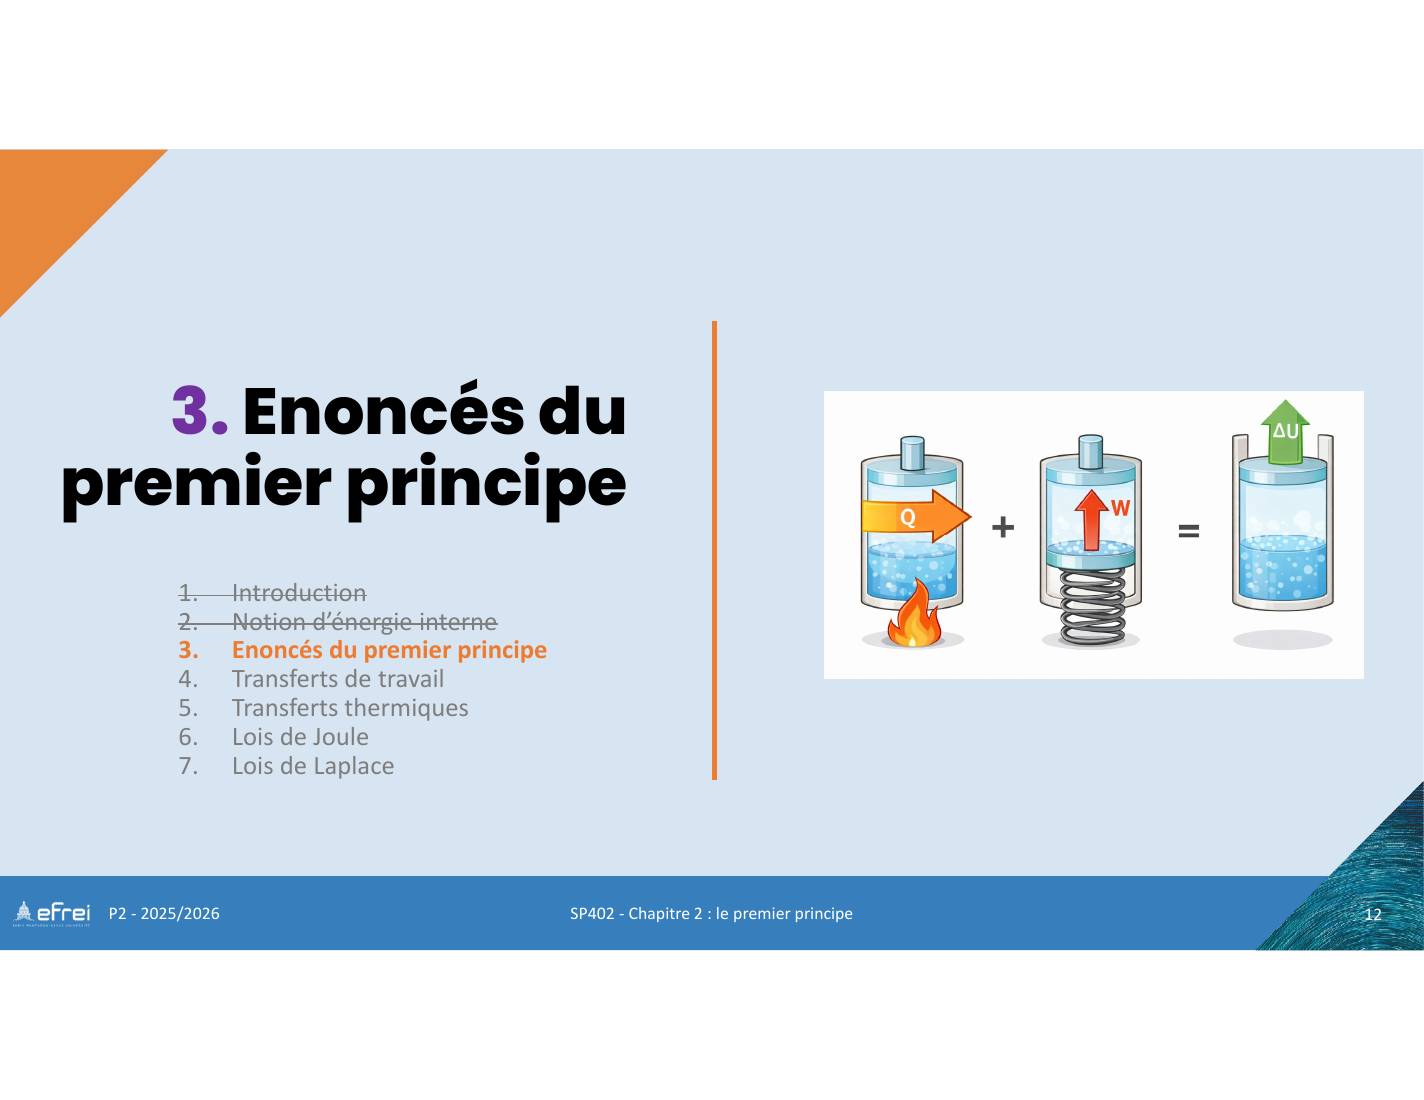 3. Enoncés du
premier principe
1. Introduction
2. Notion d’énergie interne
3. Enoncés du premier principe
4. Transferts de travail
5. Transferts thermiques
6. Lois de Joule
7. Lois de Laplace
Q
+
W
=
ΔU
efrei
P2 - 2025/2026
SP402 - Chapitre 2 : le premier principe
12